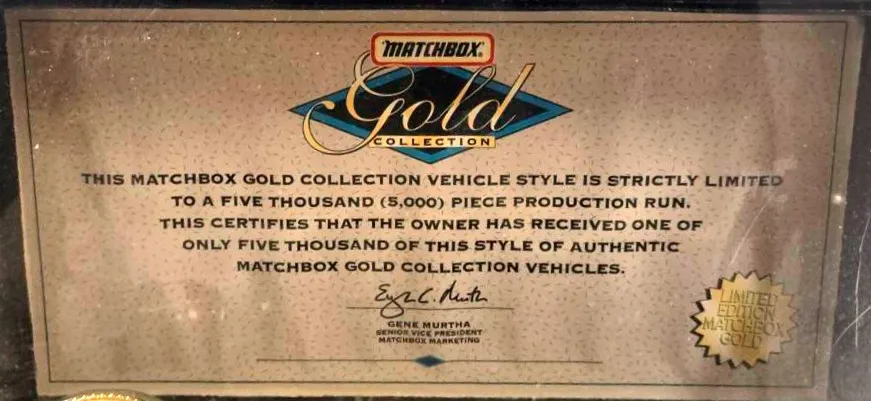 MATCHBOX
Gold
COLLECTION
THIS MATCHBOX GOLD COLLECTION VEHICLE STYLE IS STRICTLY LIMITED
TO A FIVE THOUSAND (5,000) PIECE PRODUCTION RUN.
THIS CERTIFIES THAT THE OWNER HAS RECEIVED ONE OF
ONLY FIVE THOUSAND OF THIS STYLE OF AUTHENTIC
MATCHBOX GOLD COLLECTION VEHICLES.
GENE MURTHA
SENIOR VICE PRESIDENT
MATCHBOX MARKETING
LIMITED
EDITION
MATCHBOX
GOLD